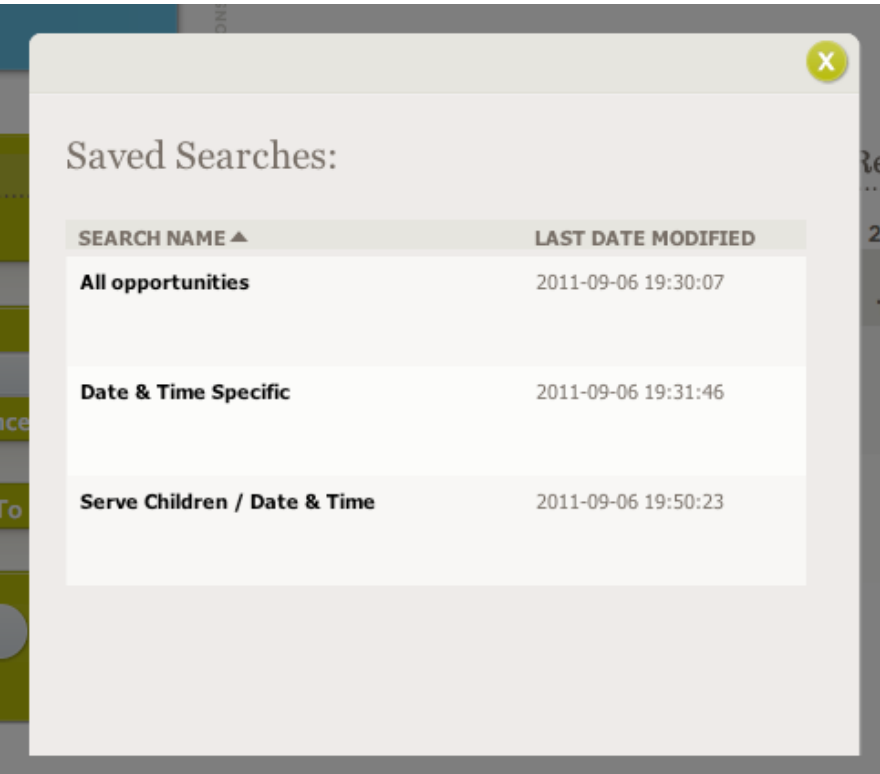 X
Saved Searches:
SEARCH NAME LAST DATE MODIFIED
All opportunities 2011-09-06 19:30:07
Date & Time Specific 2011-09-06 19:31:46
Serve Children / Date & Time 2011-09-06 19:50:23
To